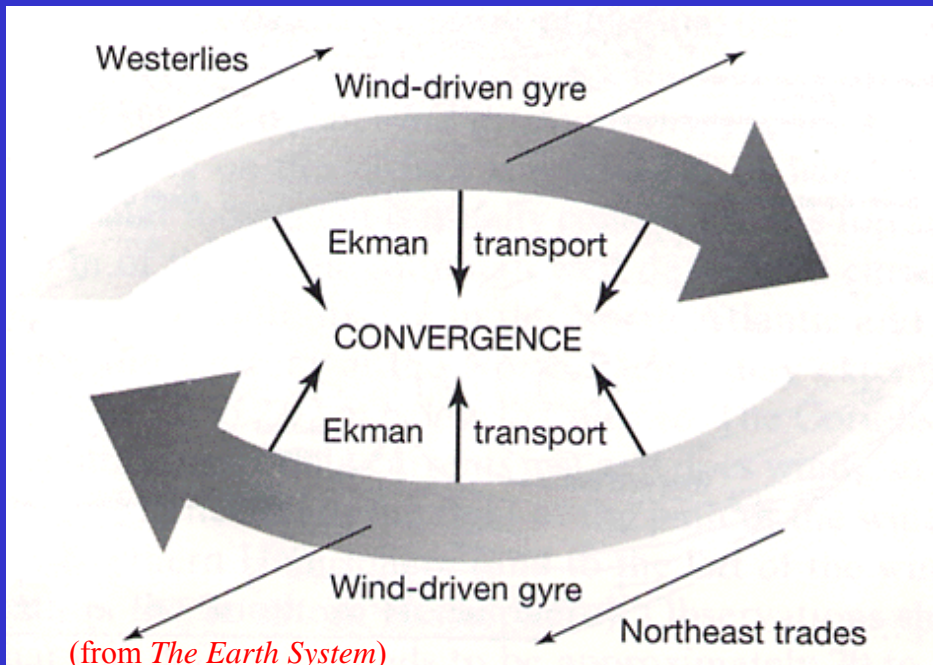 Westerlies
Wind-driven gyre
Ekman transport
CONVERGENCE
Ekman transport
Wind-driven gyre
Northeast trades
(from The Earth System)